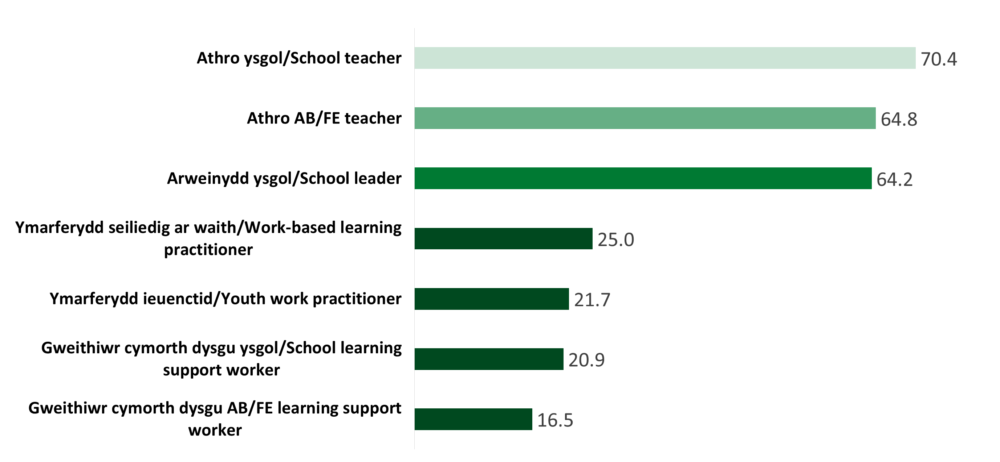 Athro ysgol/School teacher
70.4
Athro AB/FE teacher
64.8
Arweinydd ysgol/School leader
64.2
Ymarferydd seiliedig ar waith/Work-based learning
practitioner
25.0
Ymarferydd ieuenctid/Youth work practitioner
21.7
Gweithiwr cymorth dysgu ysgol/School learning
support worker
20.9
Gweithiwr cymorth dysgu AB/FE learning support
worker
16.5